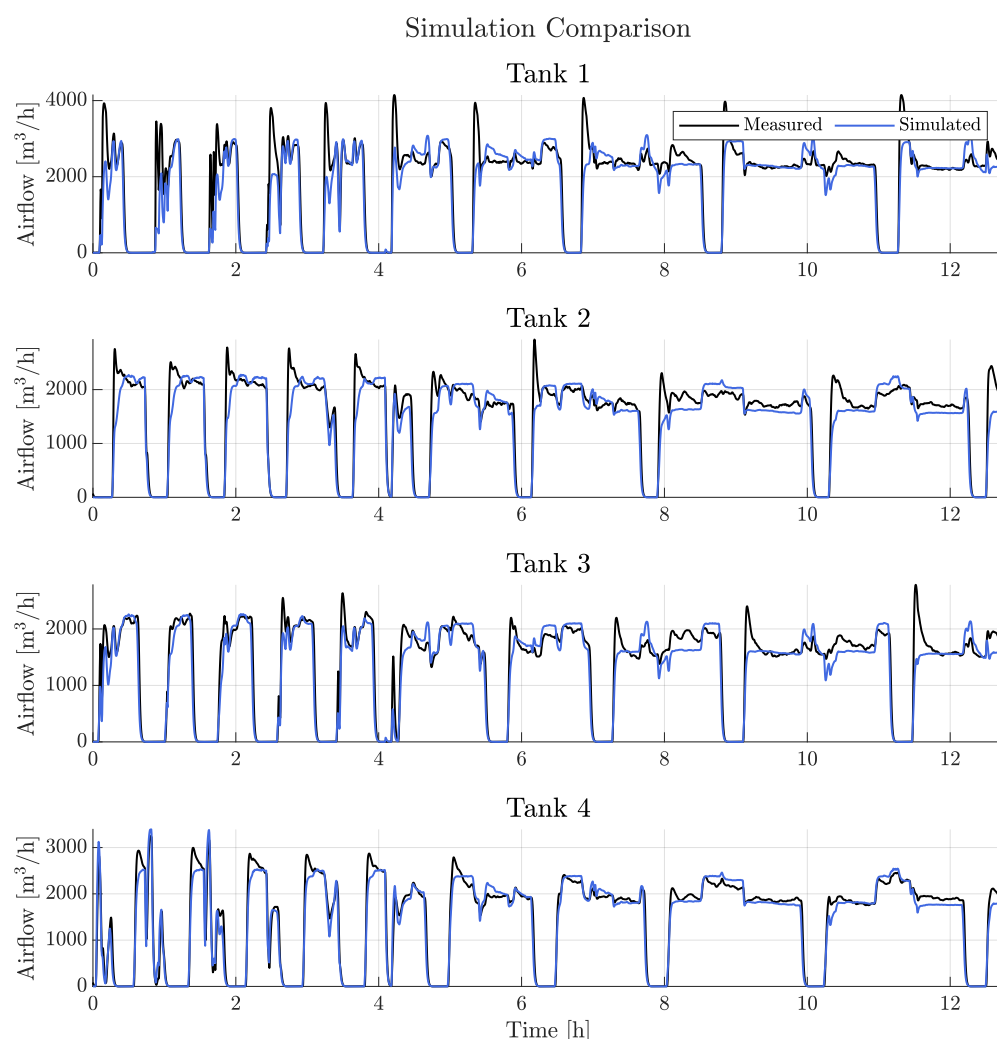 Simulation Comparison
Tank 1
Airflow [m³/h]
4000
2000
0
Measured
Simulated
0 2 4 6 8 10 12
Tank 2
Airflow [m³/h]
2000
1000
0
0 2 4 6 8 10 12
Tank 3
Airflow [m³/h]
2000
1000
0
0 2 4 6 8 10 12
Tank 4
Airflow [m³/h]
3000
2000
1000
0
0 2 4 6 8 10 12
Time [h]